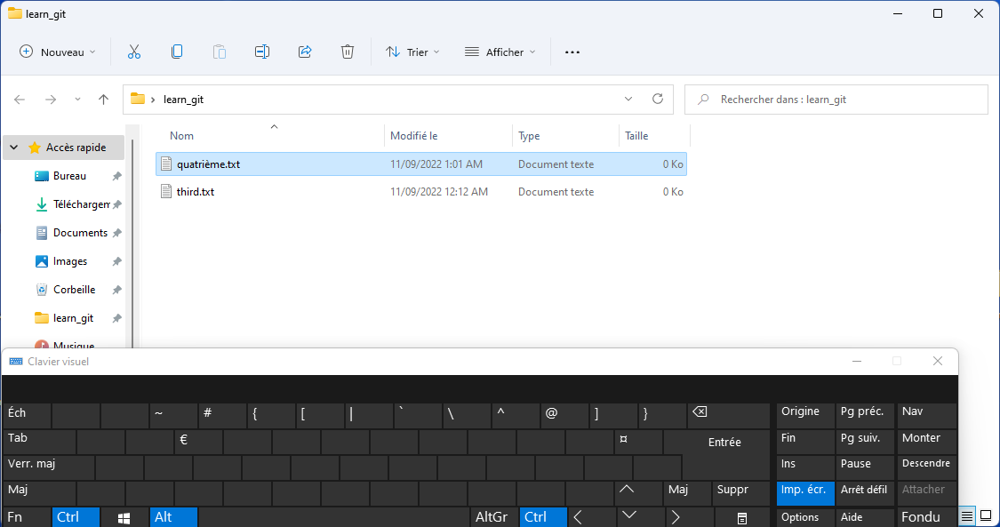 learn_git
Nouveau Trier Afficher
learn_git Rechercher dans : learn_git
Nom Modifié le Type Taille
Accès rapide
quatrième.txt 11/09/2022 1:01 AM Document texte 0 Ko
Bureau
third.txt 11/09/2022 12:12 AM Document texte 0 Ko
Téléchargem
Documents
Images
Corbeille
learn_git
Musique
Clavier visuel
Éch ~ # { [ | ` \ ^ @ ] } Origine Pg préc. Nav
Tab € ¤ Entrée Fin Pg suiv. Monter
Verr. maj Ins Pause Descendre
Maj Maj Suppr Imp. écr. Arrêt défil Attacher
Fn Ctrl Alt AltGr Ctrl Options Aide Fondu